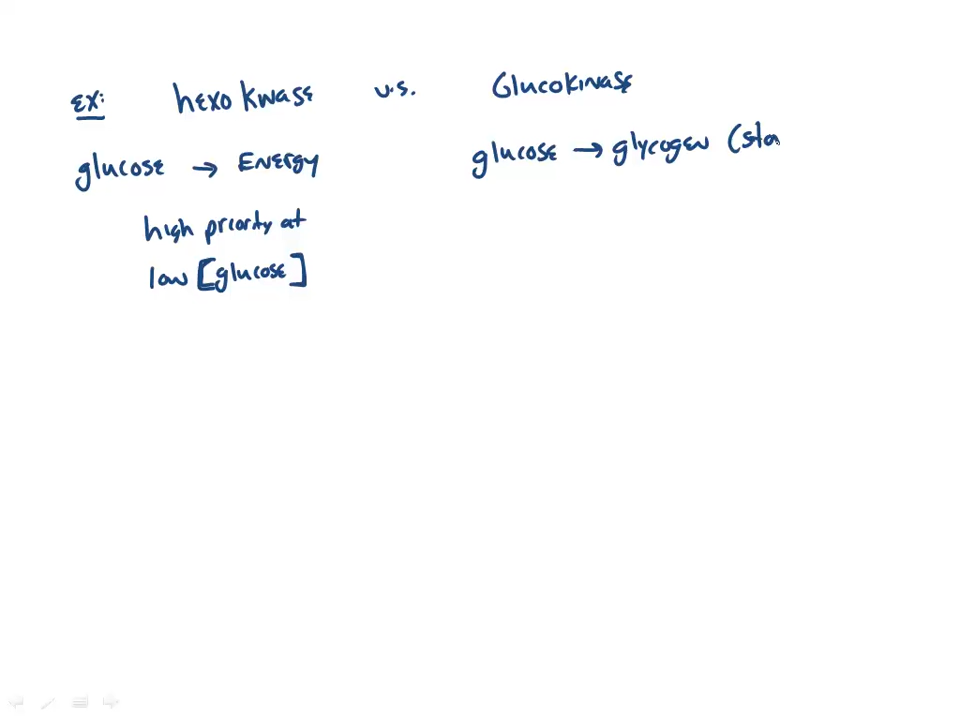 Ex: hexokinase v.s. Glucokinase
glucose → Energy
high priority at
low [glucose]
glucose → glycogen (sto